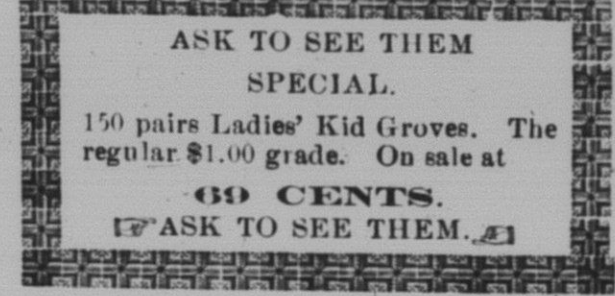 ASK TO SEE THEM
SPECIAL.
150 pairs Ladies' Kid Groves. The
regular $1.00 grade. On sale at
69 CENTS.
☞ASK TO SEE THEM.☜